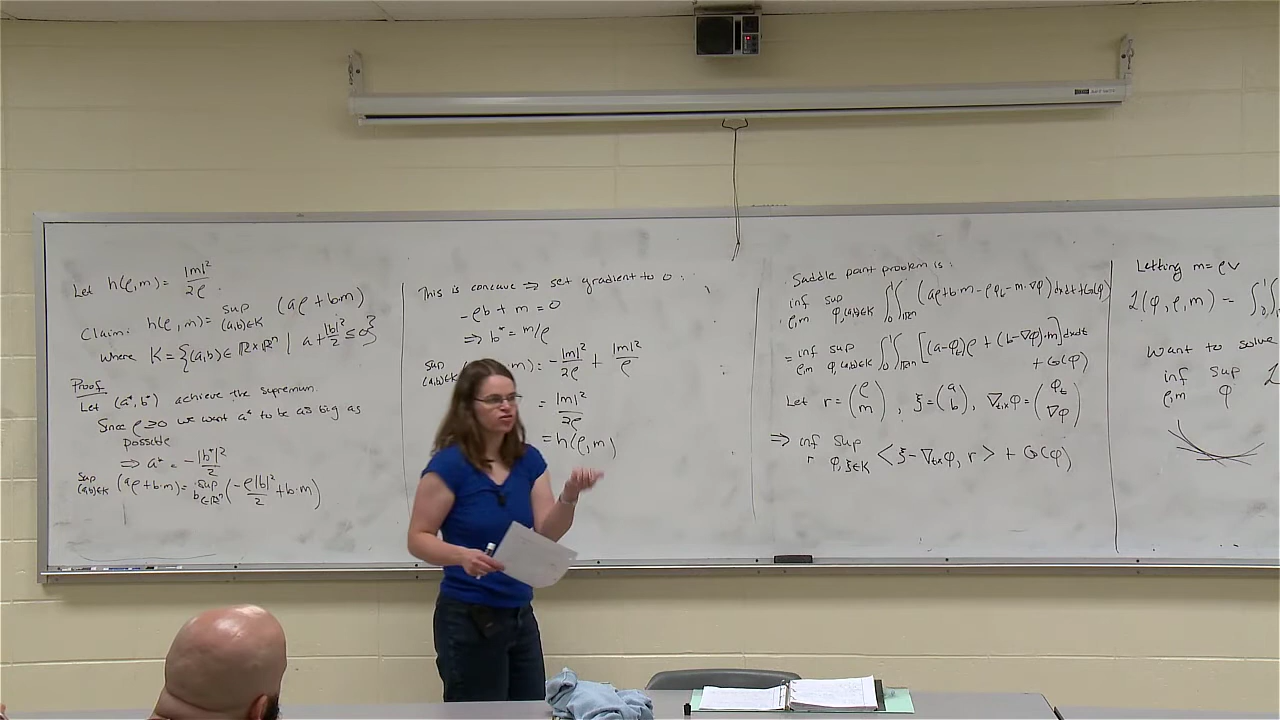 Let h(ρ,m) = |m|²/2ρ .
Claim: h(ρ,m) = sup_{(a,b)∈K} (aρ + b·m)
where K = {(a,b) ∈ ℝ×ℝⁿ | a + |b|²/2 ≤ 0}
Proof
Let (a*, b*) achieve the supremum.
Since ρ≥0 we want a* to be as big as
possible
⇒ a* = -|b*|²/2
sup_{(a,b)∈K} (aρ + b·m) = sup_{b∈ℝⁿ} (-ρ|b|²/2 + b·m)
This is concave ⇒ set gradient to 0 :
-ρb + m = 0
⇒ b* = m/ρ
sup_{(a,b)∈K} m) = -|m|²/2ρ + |m|²/ρ
= |m|²/2ρ
= h(ρ,m)
Saddle point problem is:
inf_{ρ,m} sup_{φ,(a,b)∈K} ∫₀¹∫_{ℝⁿ} (aρ + b·m - ρφ_t - m·∇φ) dxdt + G(φ)
= inf_{ρ,m} sup_{φ,(a,b)∈K} ∫₀¹∫_{ℝⁿ} [(a-φ_t)ρ + (b-∇φ)·m] dxdt
+ G(φ)
Let r = (ρ m), ξ = (a b), ∇_{t,x}φ = (φ_t ∇φ)
⇒ inf_r sup_{φ,ξ∈K} <ξ - ∇_{t,x}φ, r> + G(φ)
Letting m = ρv
L(φ, ρ, m) = ∫₀¹∫
Want to solve
inf_{ρ,m} sup_φ L